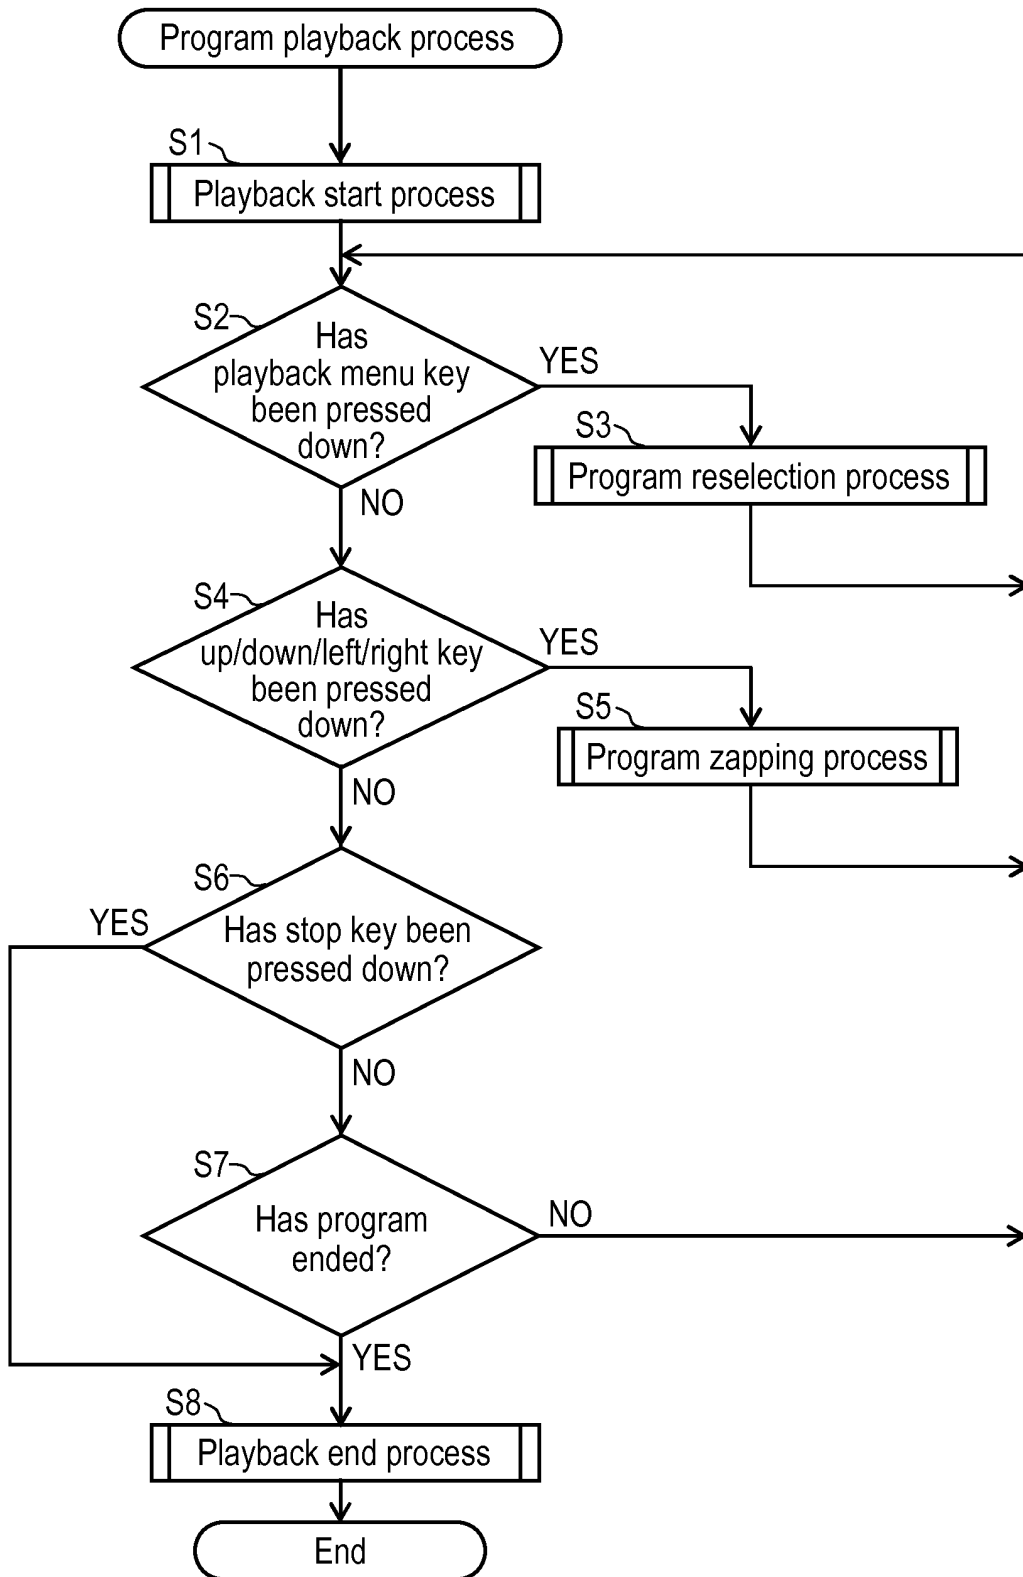 Program playback process
S1
Playback start process
S2
Has
playback menu key
been pressed
down?
YES
NO
S3
Program reselection process
S4
Has
up/down/left/right key
been pressed
down?
YES
NO
S5
Program zapping process
S6
YES
Has stop key been
pressed down?
NO
S7
Has program
ended?
NO
YES
S8
Playback end process
End